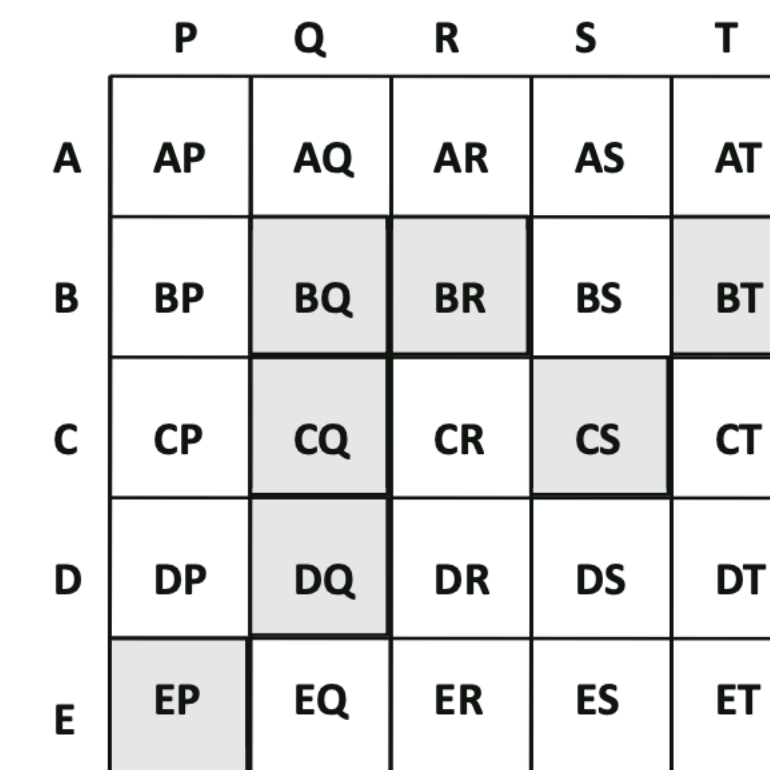 P Q R S T
A AP AQ AR AS AT
B BP BQ BR BS BT
C CP CQ CR CS CT
D DP DQ DR DS DT
E EP EQ ER ES ET